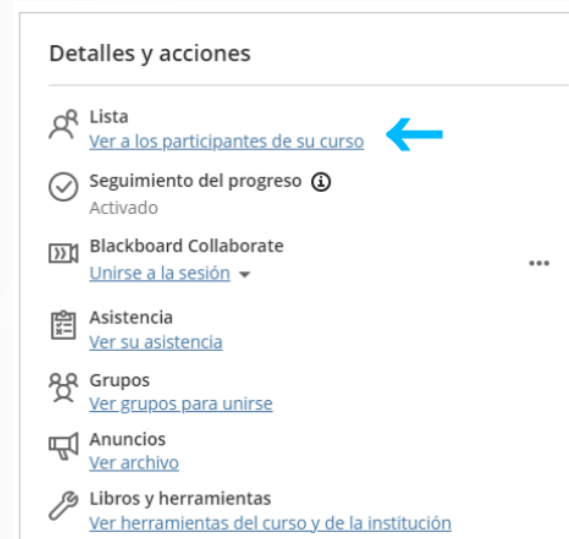 Detalles y acciones
Lista
Ver a los participantes de su curso
Seguimiento del progreso
Activado
Blackboard Collaborate
Unirse a la sesión
Asistencia
Ver su asistencia
Grupos
Ver grupos para unirse
Anuncios
Ver archivo
Libros y herramientas
Ver herramientas del curso y de la institución